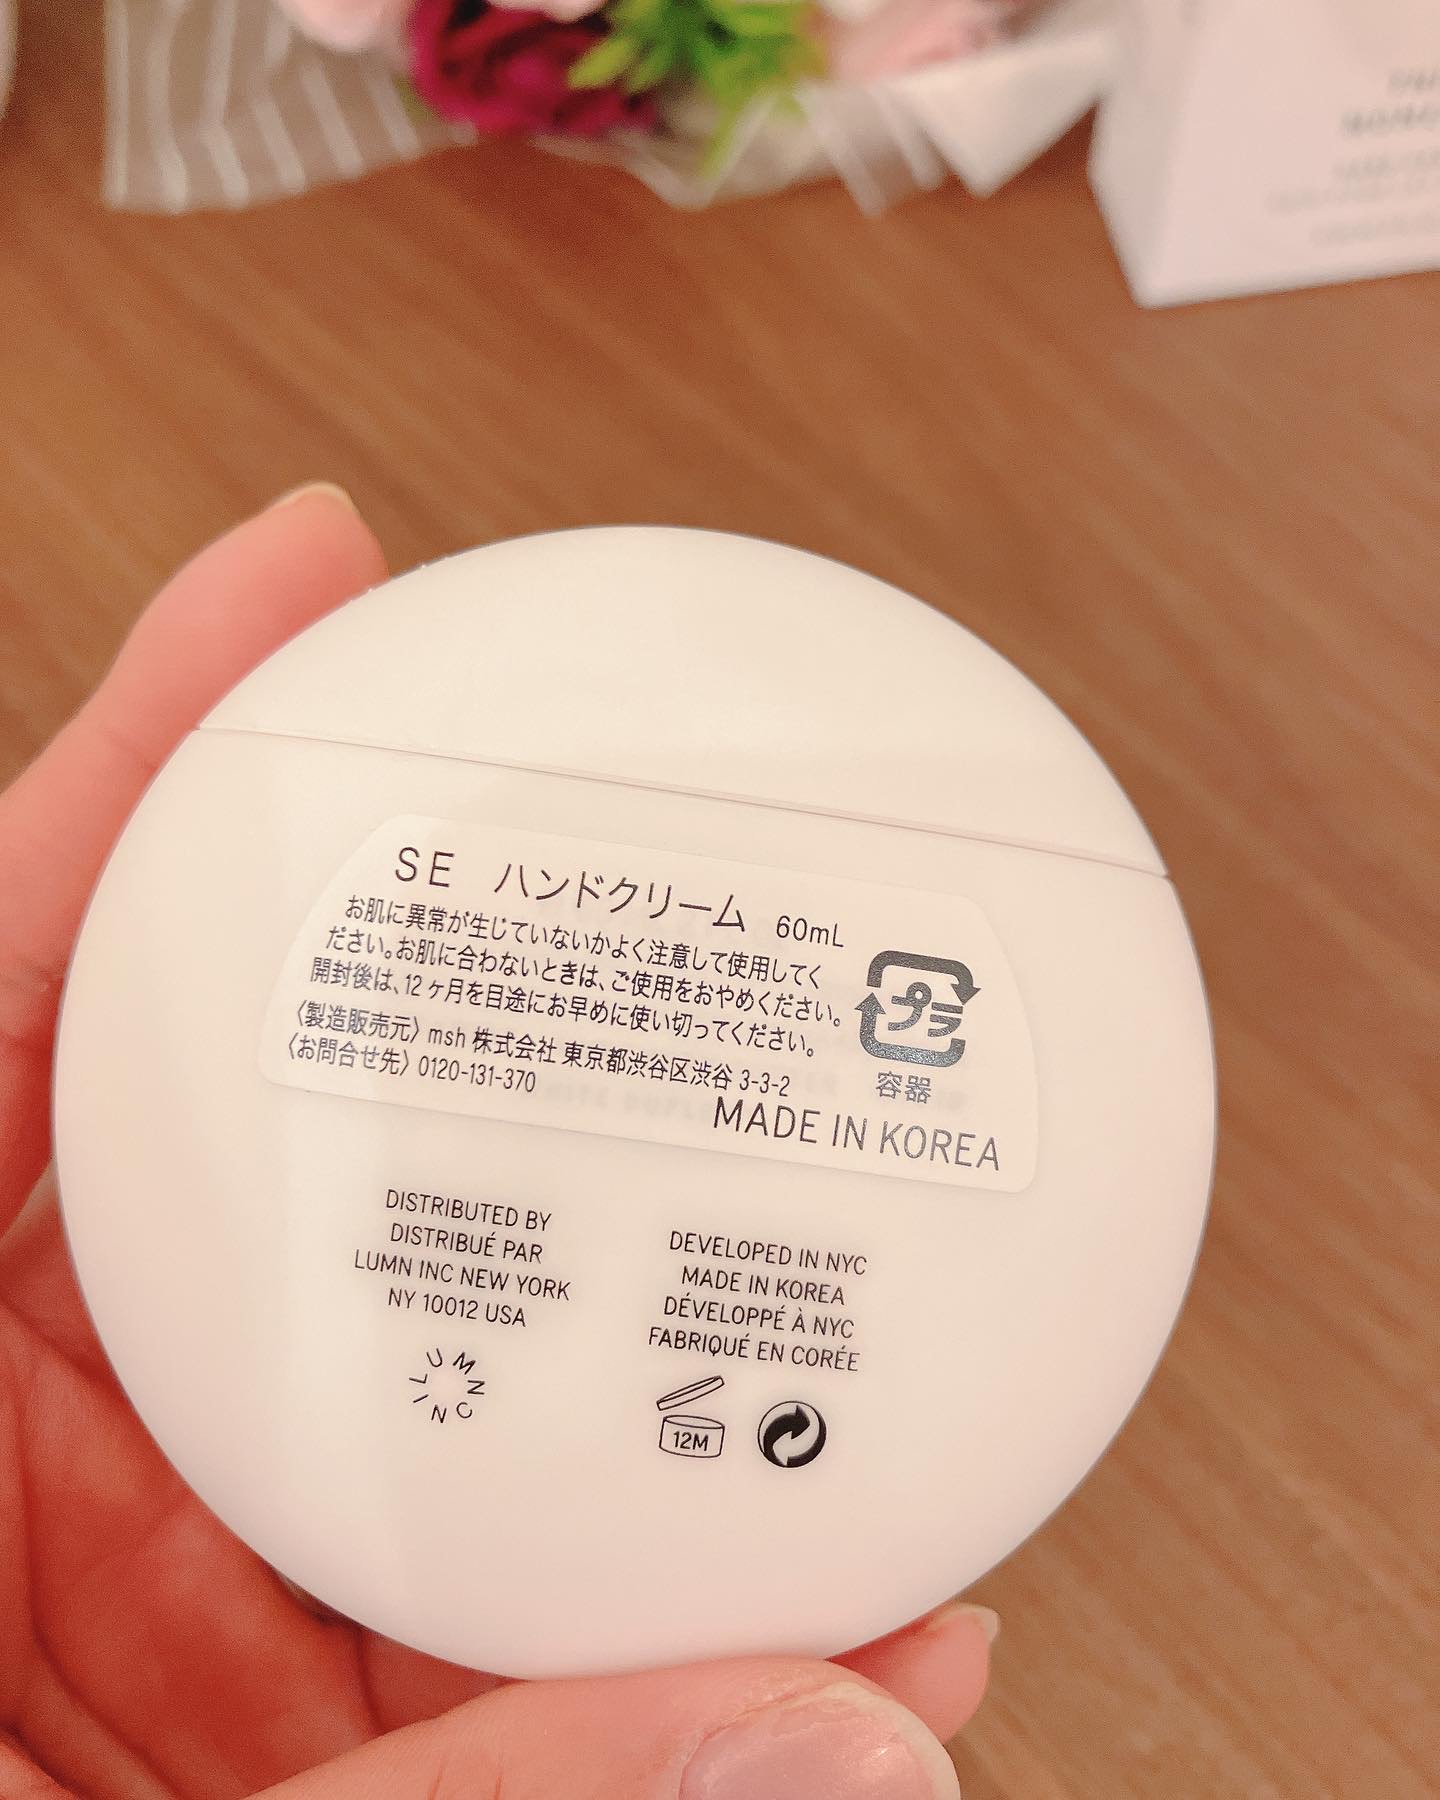 SE ハンドクリーム 60mL
お肌に異常が生じていないかよく注意して使用してく
ださい。お肌に合わないときは、ご使用をおやめください。
開封後は、12ヶ月を目途にお早めに使い切ってください。
〈製造販売元〉msh 株式会社 東京都渋谷区渋谷 3-3-2
〈お問合せ先〉0120-131-370
プラ
容器
MADE IN KOREA
DISTRIBUTED BY
DISTRIBUÉ PAR
LUMN INC NEW YORK
NY 10012 USA
LUMN INC
DEVELOPED IN NYC
MADE IN KOREA
DÉVELOPPÉ À NYC
FABRIQUÉ EN CORÉE
12M